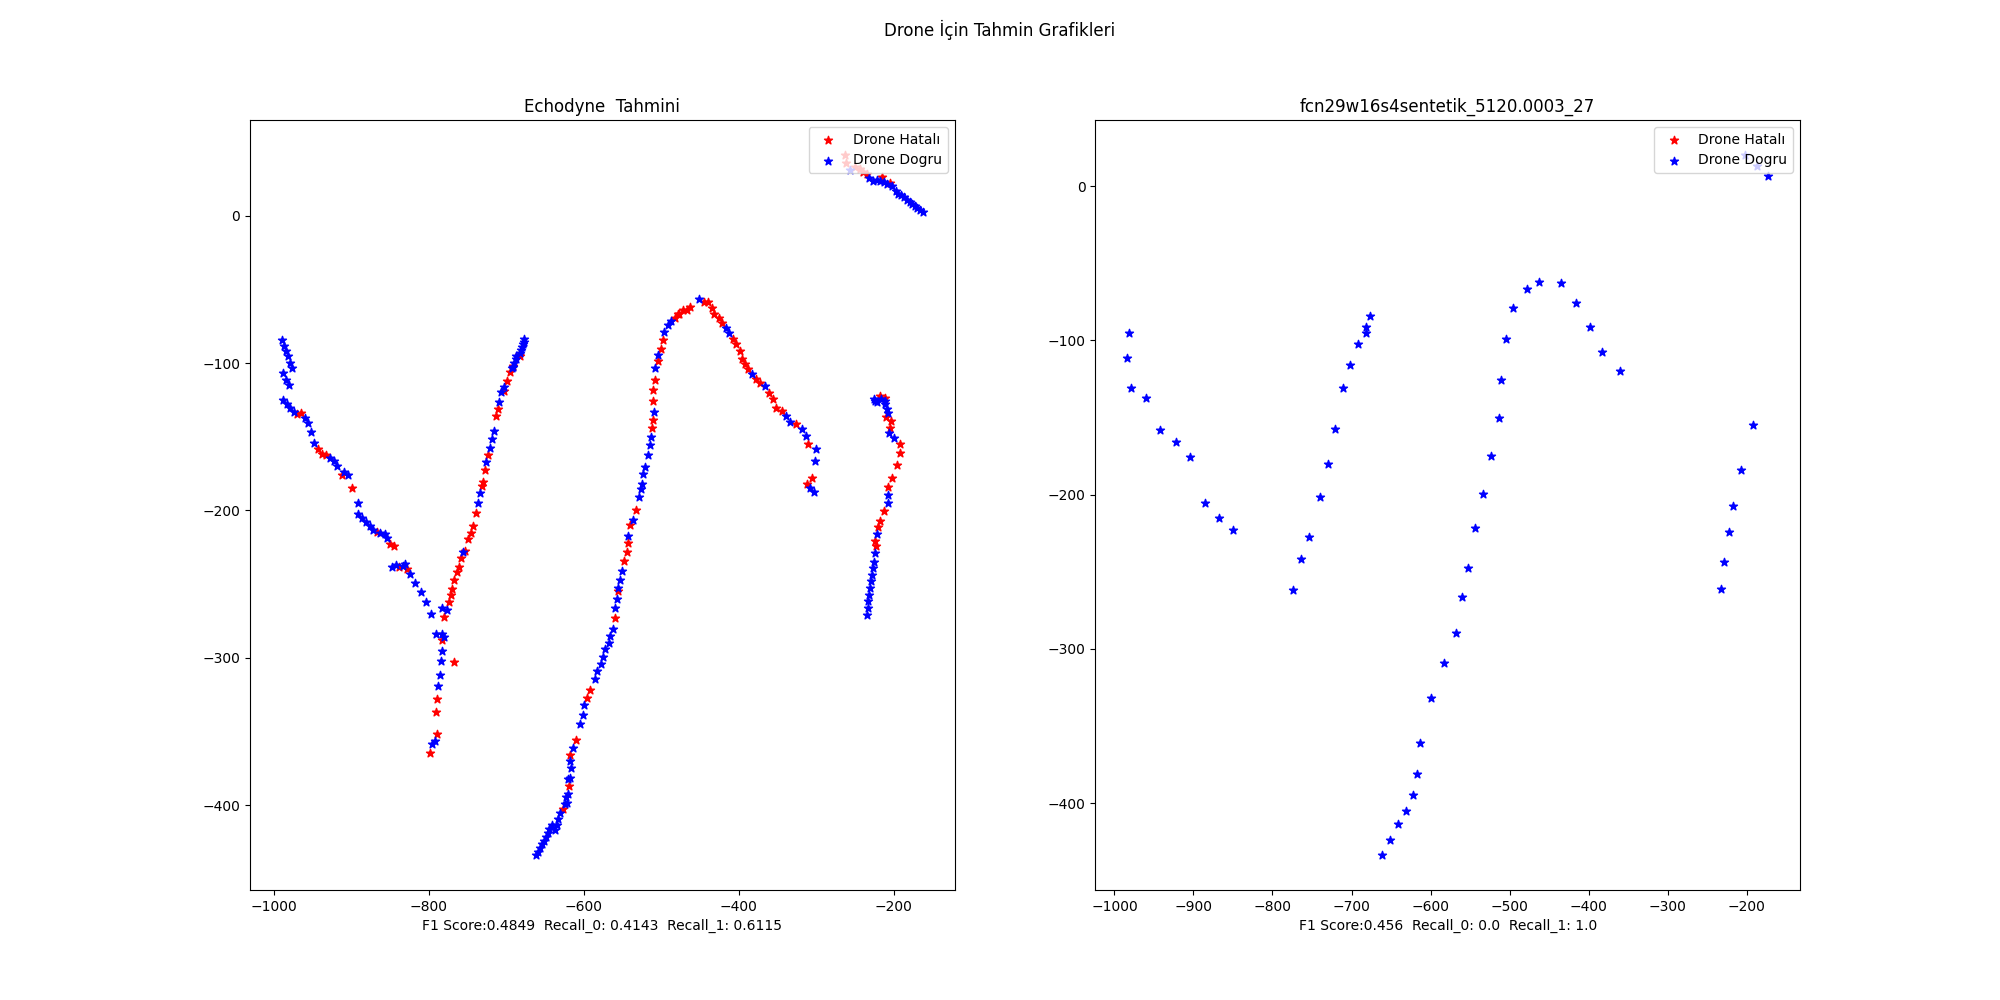 Drone İçin Tahmin Grafikleri
Echodyne  Tahmini
Drone Hatalı
Drone Dogru
0
−100
−200
−300
−400
−1000
−800
−600
−400
−200
F1 Score:0.4849  Recall_0: 0.4143  Recall_1: 0.6115
fcn29w16s4sentetik_5120.0003_27
Drone Hatalı
Drone Dogru
0
−100
−200
−300
−400
−1000
−900
−800
−700
−600
−500
−400
−300
−200
F1 Score:0.456  Recall_0: 0.0  Recall_1: 1.0